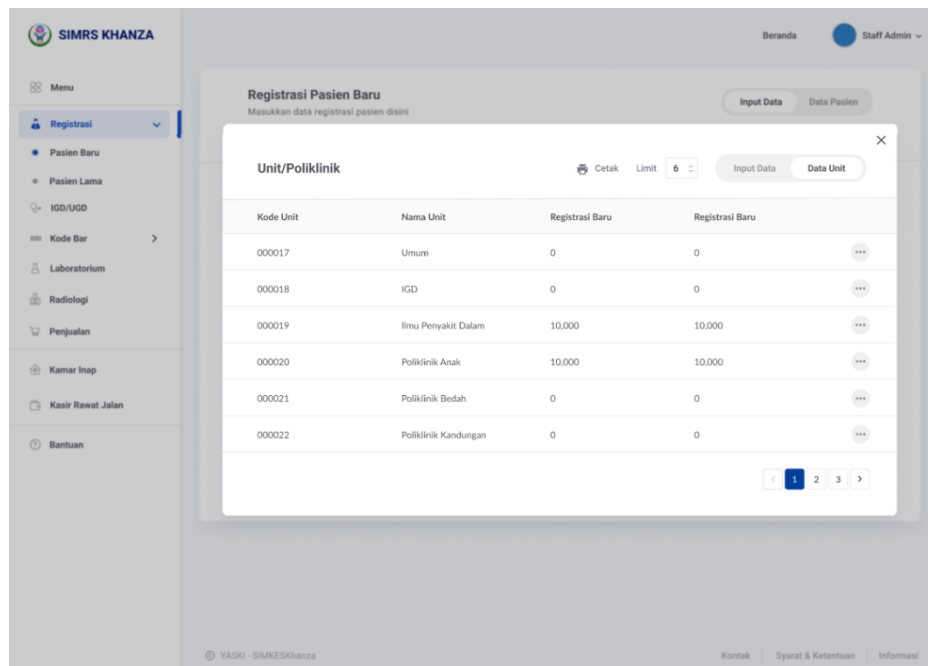 SIMRS KHANZA
Beranda
Staff Admin
Menu
Registrasi
Pasien Baru
Pasien Lama
IGD/UGD
Kode Bar
Laboratorium
Radiologi
Penjualan
Kamar Inap
Kasir Rawat Jalan
Bantuan
Registrasi Pasien Baru
Masukkan data registrasi pasien disini
Input Data Data Pasien
Unit/Poliklinik
Cetak Limit 6 Input Data Data Unit
Kode Unit Nama Unit Registrasi Baru Registrasi Baru
000017 Umum 0 0
000018 IGD 0 0
000019 Ilmu Penyakit Dalam 10,000 10,000
000020 Poliklinik Anak 10,000 10,000
000021 Poliklinik Bedah 0 0
000022 Poliklinik Kandungan 0 0
1 2 3
© YASKI - SIMKESKhanza
Kontak Syarat & Ketentuan Informasi